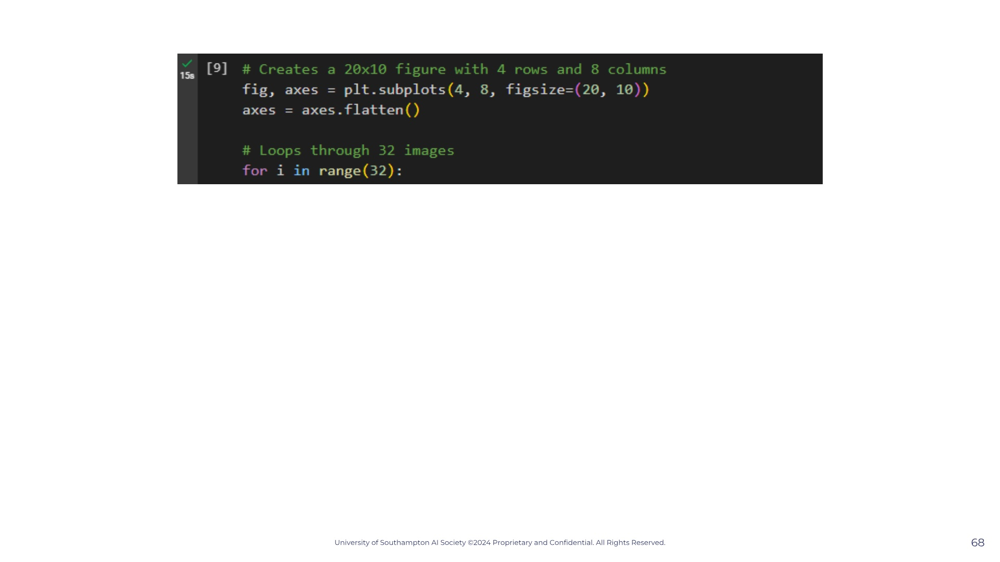 15s
[9] # Creates a 20x10 figure with 4 rows and 8 columns
fig, axes = plt.subplots(4, 8, figsize=(20, 10))
axes = axes.flatten()
# Loops through 32 images
for i in range(32):
University of Southampton AI Society ©2024 Proprietary and Confidential. All Rights Reserved.
68